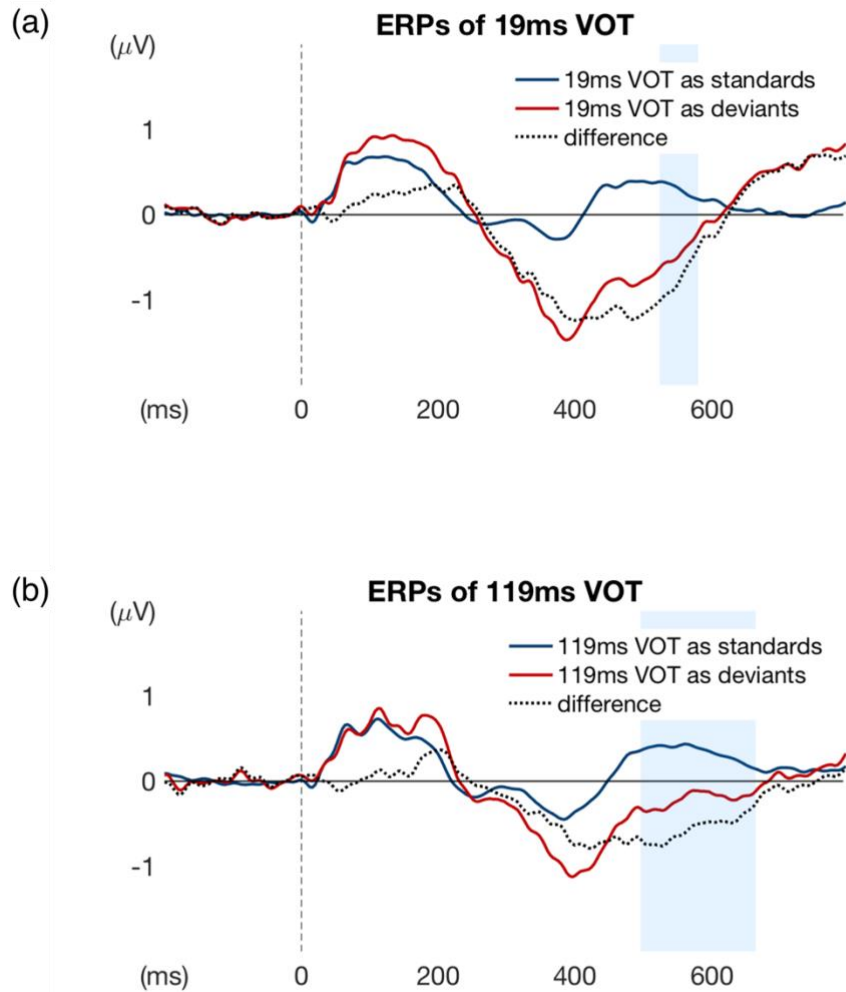 (a)
ERPs of 19ms VOT
(μV)
19ms VOT as standards
19ms VOT as deviants
difference
1
0
-1
(ms) 0 200 400 600
(b)
ERPs of 119ms VOT
(μV)
119ms VOT as standards
119ms VOT as deviants
difference
1
0
-1
(ms) 0 200 400 600